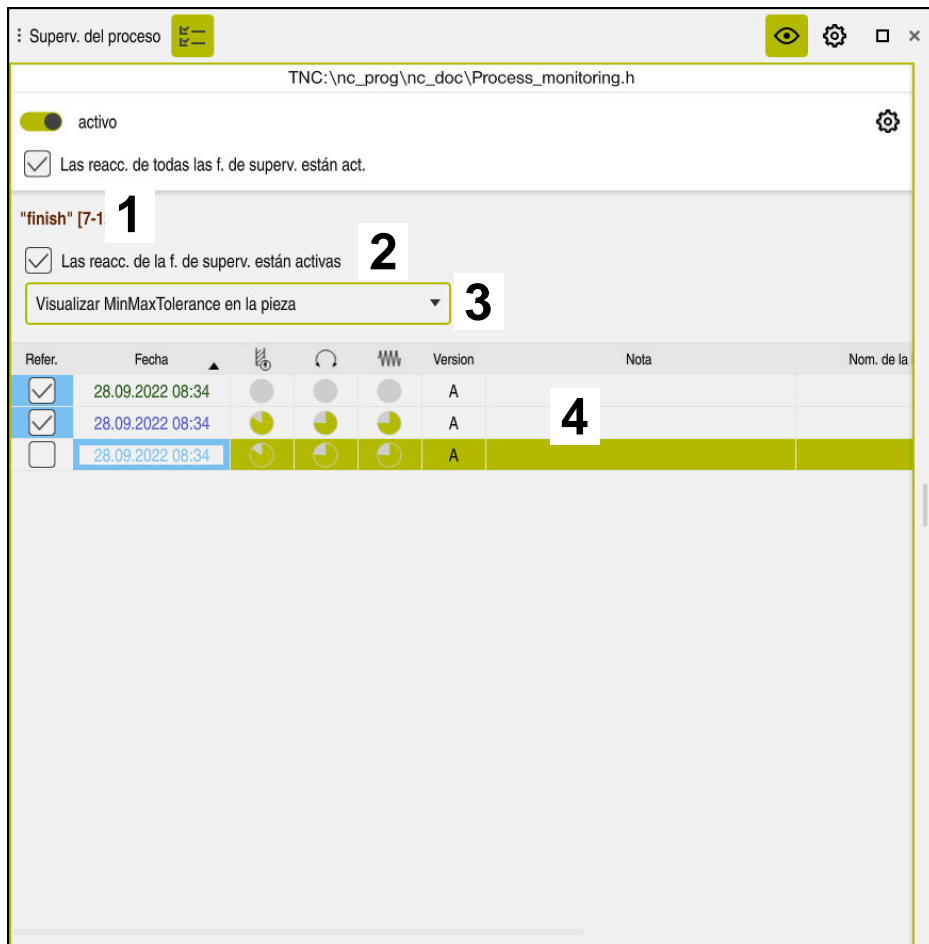 Superv. del proceso
TNC:\nc_prog\nc_doc\Process_monitoring.h
activo
Las reacc. de todas las f. de superv. están act.
"finish" [7-1
1
Las reacc. de la f. de superv. están activas
2
Visualizar MinMaxTolerance en la pieza
3
Refer. Fecha Version Nota Nom. de la
28.09.2022 08:34 A
28.09.2022 08:34 A
4
28.09.2022 08:34 A